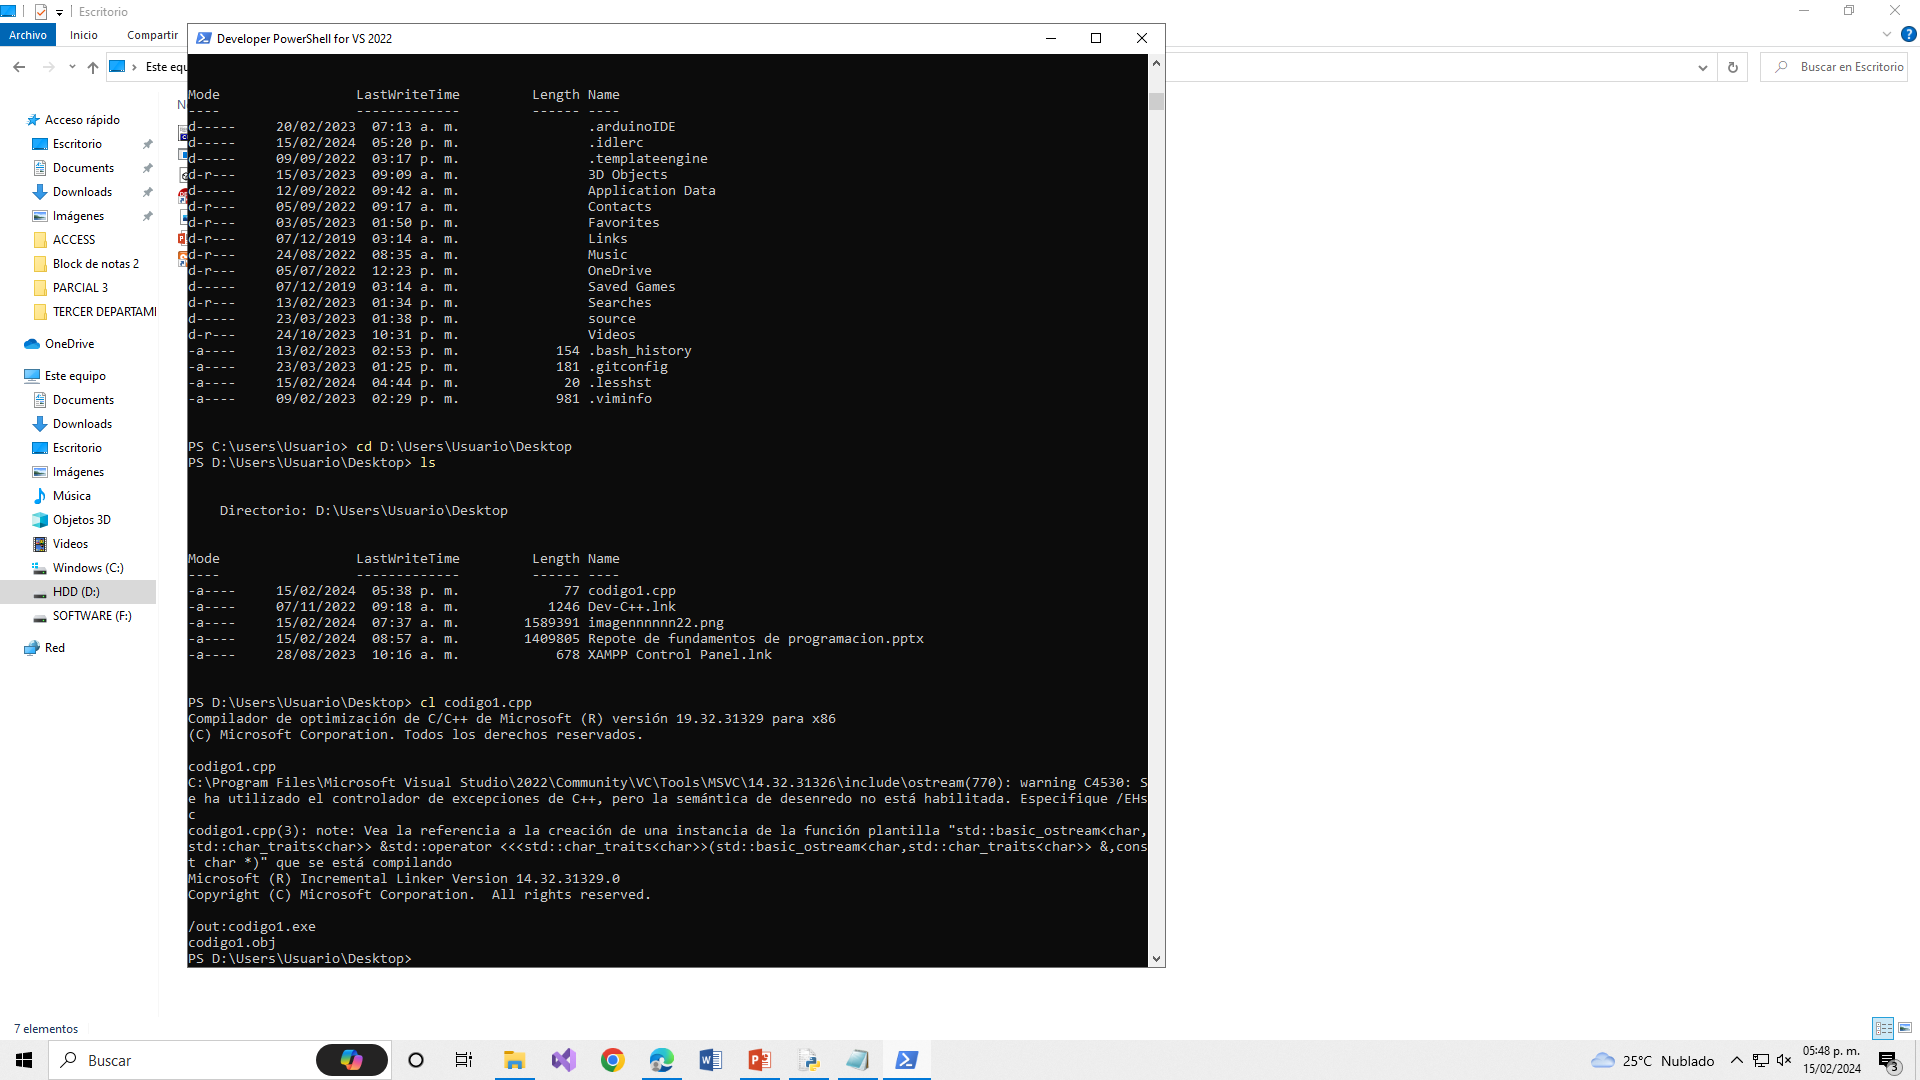 Escritorio
Archivo
Inicio
Compartir
Este equ
Buscar en Escritorio
Acceso rápido
Escritorio
Documents
Downloads
Imágenes
ACCESS
Block de notas 2
PARCIAL 3
TERCER DEPARTAMI
OneDrive
Este equipo
Documents
Downloads
Escritorio
Imágenes
Música
Objetos 3D
Videos
Windows (C:)
HDD (D:)
SOFTWARE (F:)
Red
Developer PowerShell for VS 2022
Mode LastWriteTime Length Name
---- ------------- ------ ----
d----- 20/02/2023 07:13 a. m. .arduinoIDE
d----- 15/02/2024 05:20 p. m. .idlerc
d----- 09/09/2022 03:17 p. m. .templateengine
d-r--- 15/03/2023 09:09 a. m. 3D Objects
d----- 12/09/2022 09:42 a. m. Application Data
d-r--- 05/09/2022 09:17 a. m. Contacts
d-r--- 03/05/2023 01:50 p. m. Favorites
d-r--- 07/12/2019 03:14 a. m. Links
d-r--- 24/08/2022 08:35 a. m. Music
d-r--- 05/07/2022 12:23 p. m. OneDrive
d----- 07/12/2019 03:14 a. m. Saved Games
d-r--- 13/02/2023 01:34 p. m. Searches
d----- 23/03/2023 01:38 p. m. source
d-r--- 24/10/2023 10:31 p. m. Videos
-a---- 13/02/2023 02:53 p. m. 154 .bash_history
-a---- 23/03/2023 01:25 p. m. 181 .gitconfig
-a---- 15/02/2024 04:44 p. m. 20 .lesshst
-a---- 09/02/2023 02:29 p. m. 981 .viminfo
PS C:\users\Usuario> cd D:\Users\Usuario\Desktop
PS D:\Users\Usuario\Desktop> ls
Directorio: D:\Users\Usuario\Desktop
Mode LastWriteTime Length Name
---- ------------- ------ ----
-a---- 15/02/2024 05:38 p. m. 77 codigo1.cpp
-a---- 07/11/2022 09:18 a. m. 1246 Dev-C++.lnk
-a---- 15/02/2024 07:37 a. m. 1589391 imagennnnnn22.png
-a---- 15/02/2024 08:57 a. m. 1409805 Repote de fundamentos de programacion.pptx
-a---- 28/08/2023 10:16 a. m. 678 XAMPP Control Panel.lnk
PS D:\Users\Usuario\Desktop> cl codigo1.cpp
Compilador de optimización de C/C++ de Microsoft (R) versión 19.32.31329 para x86
(C) Microsoft Corporation. Todos los derechos reservados.
codigo1.cpp
C:\Program Files\Microsoft Visual Studio\2022\Community\VC\Tools\MSVC\14.32.31326\include\ostream(770): warning C4530: S
e ha utilizado el controlador de excepciones de C++, pero la semántica de desenredo no está habilitada. Especifique /EHs
c
codigo1.cpp(3): note: Vea la referencia a la creación de una instancia de la función plantilla "std::basic_ostream<char,
std::char_traits<char>> &std::operator <<<std::char_traits<char>>(std::basic_ostream<char,std::char_traits<char>> &,cons
t char *)" que se está compilando
Microsoft (R) Incremental Linker Version 14.32.31329.0
Copyright (C) Microsoft Corporation.  All rights reserved.
/out:codigo1.exe
codigo1.obj
PS D:\Users\Usuario\Desktop>
7 elementos
Buscar
25°C Nublado
05:48 p. m.
15/02/2024
3